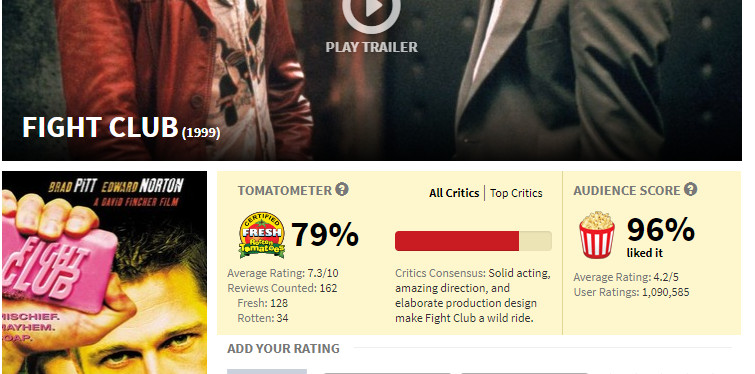 PLAY TRAILER
FIGHT CLUB (1999)
BRAD PITT EDWARD NORTON
A DAVID FINCHER FILM
FIGHT
CLUB
MISCHIEF.
MAYHEM.
SOAP.
TOMATOMETER ?
All Critics | Top Critics
CERTIFIED
FRESH
Rotten
Tomatoes
79%
Average Rating: 7.3/10
Reviews Counted: 162
Fresh: 128
Rotten: 34
Critics Consensus: Solid acting,
amazing direction, and
elaborate production design
make Fight Club a wild ride.
AUDIENCE SCORE ?
96%
liked it
Average Rating: 4.2/5
User Ratings: 1,090,585
ADD YOUR RATING